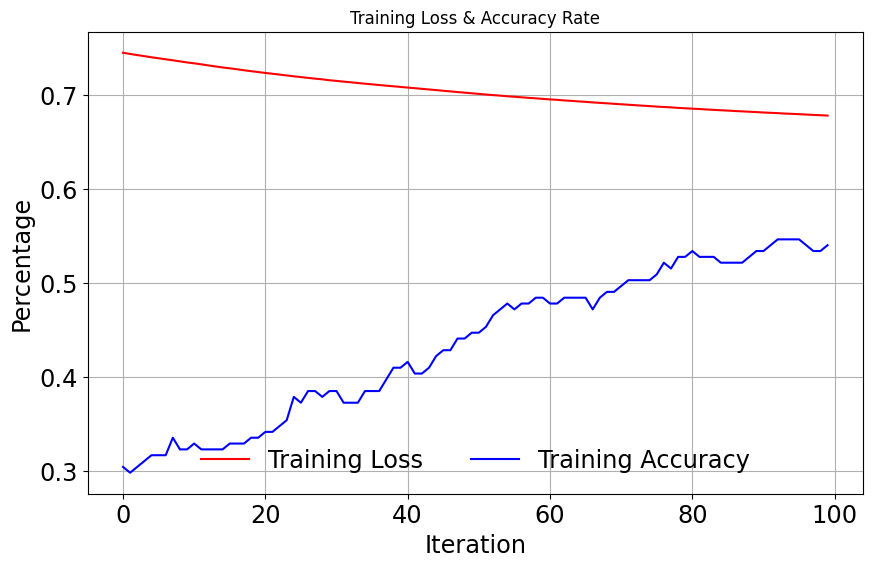 Training Loss & Accuracy Rate
Percentage
0.7
0.6
0.5
0.4
0.3
Training Loss Training Accuracy
0 20 40 60 80 100
Iteration